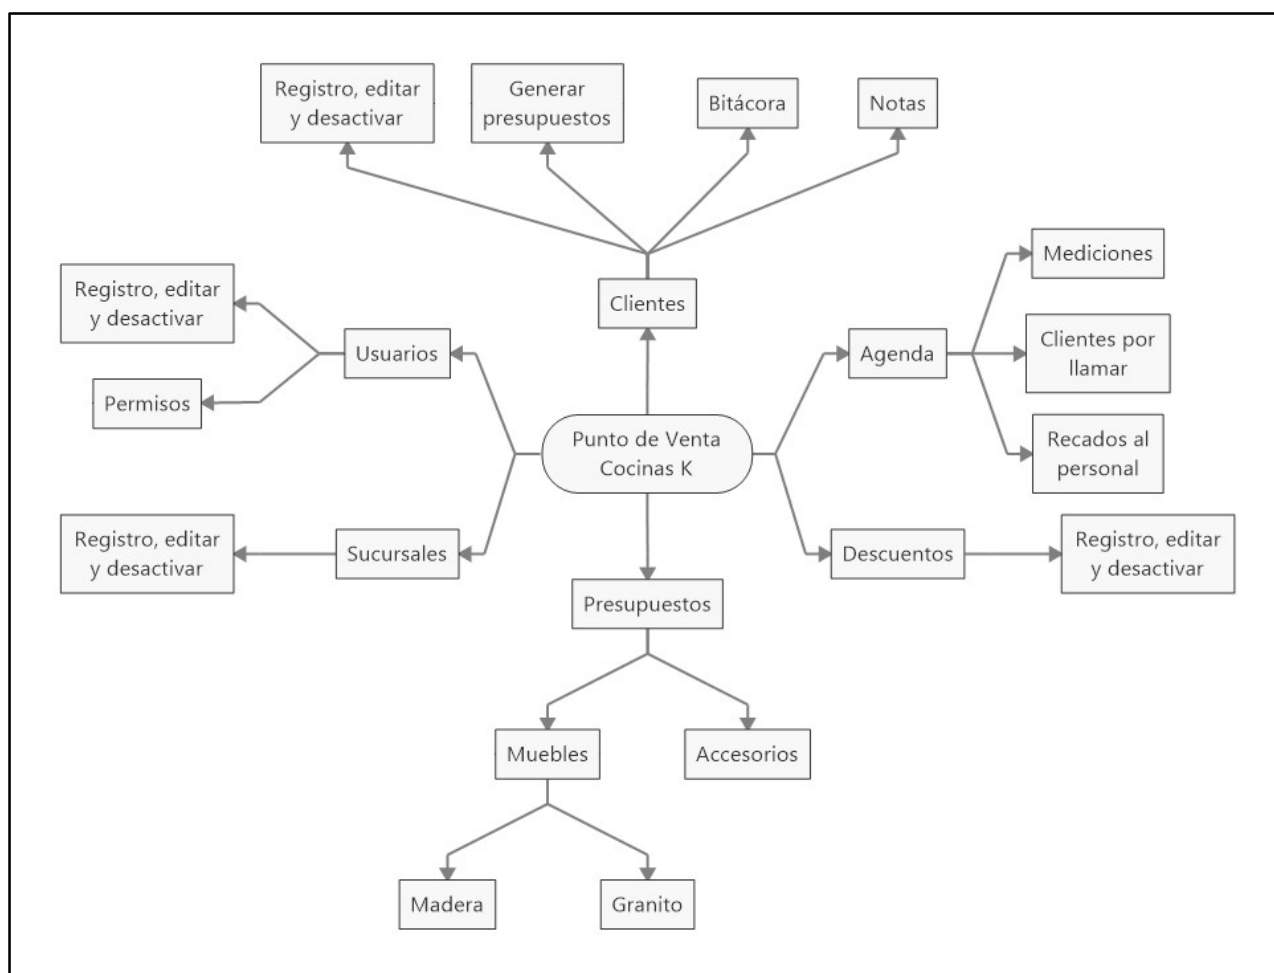 Registro, editar
y desactivar
Generar
presupuestos
Bitácora
Notas
Mediciones
Registro, editar
y desactivar
Clientes
Clientes por
llamar
Usuarios
Agenda
Permisos
Punto de Venta
Cocinas K
Recados al
personal
Registro, editar
y desactivar
Sucursales
Descuentos
Registro, editar
y desactivar
Presupuestos
Muebles
Accesorios
Madera
Granito